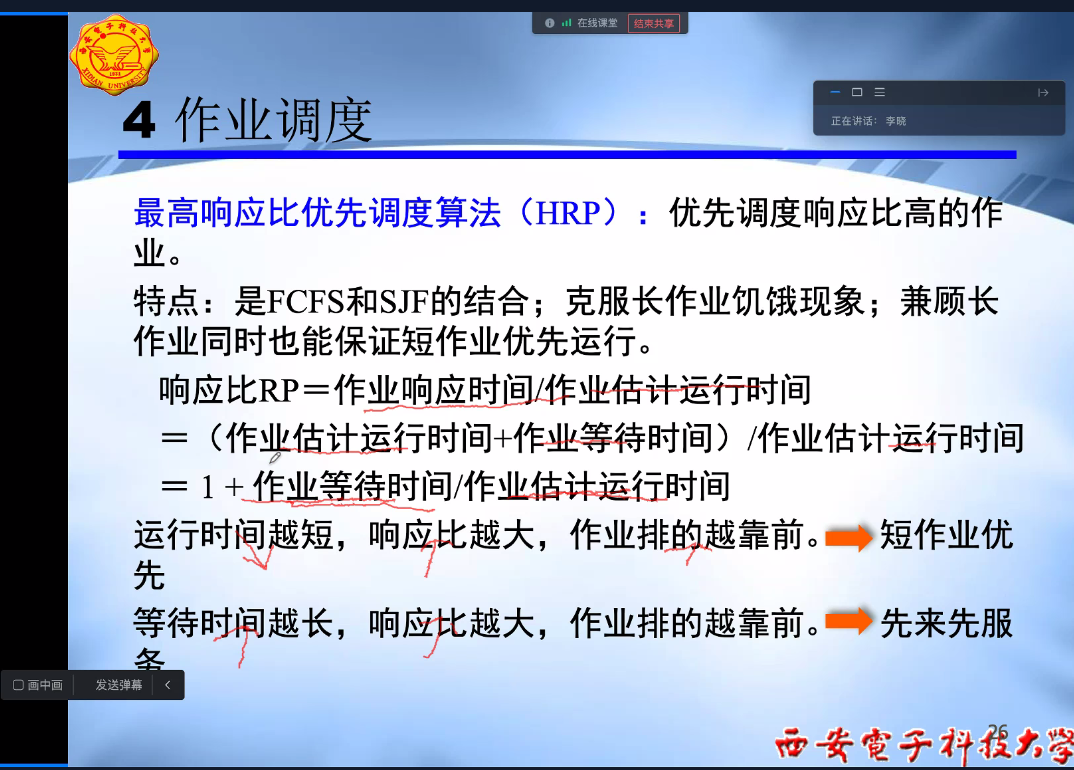 在线课堂 结束共享
正在讲话: 李晓
4 作业调度
最高响应比优先调度算法（HRP）: 优先调度响应比高的作
业。
特点：是FCFS和SJF的结合；克服长作业饥饿现象；兼顾长
作业同时也能保证短作业优先运行。
响应比RP＝作业响应时间/作业估计运行时间
＝（作业估计运行时间+作业等待时间）/作业估计运行时间
＝ 1 + 作业等待时间/作业估计运行时间
运行时间越短，响应比越大，作业排的越靠前。 短作业优
先
等待时间越长，响应比越大，作业排的越靠前。 先来先服
务
画中画 发送弹幕
26
西安電子科技大學